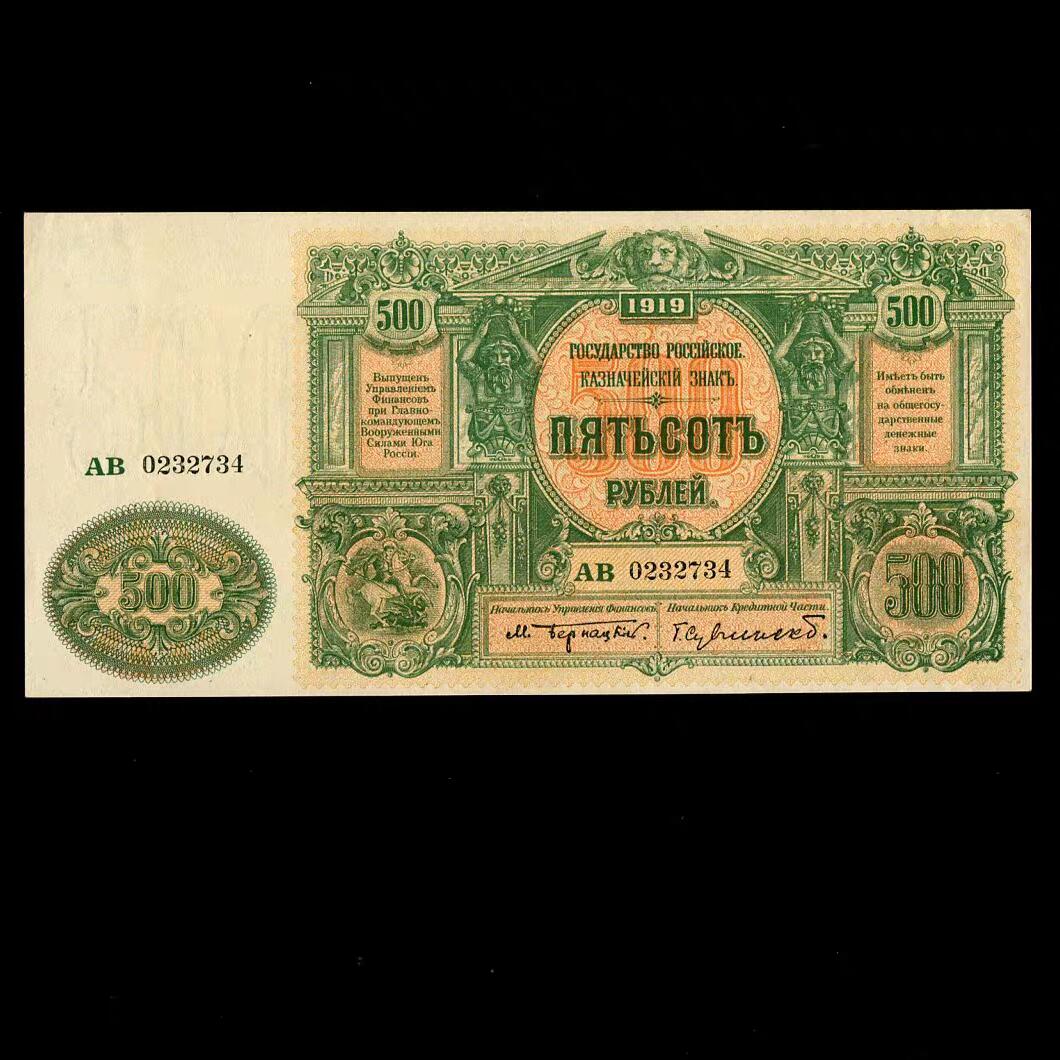 1919
500
500
ГОСУДАРСТВО РОССІЙСКОЕ.
КАЗНАЧЕЙСКІЙ ЗНАКЪ.
500
ПЯТЬСОТЪ
РУБЛЕЙ.
Выпущенъ
Управленіемъ
Финансовъ
при Главно-
командующемъ
Вооруженными
Силами Юга
Россіи.
Имѣетъ быть
обмѣненъ
на общегосу-
дарственные
денежные
знаки.
АВ 0232734
500
АВ 0232734
500
Начальникъ Управленія Финансовъ,
М. Бернацкій.
Начальникъ Кредитной Части.